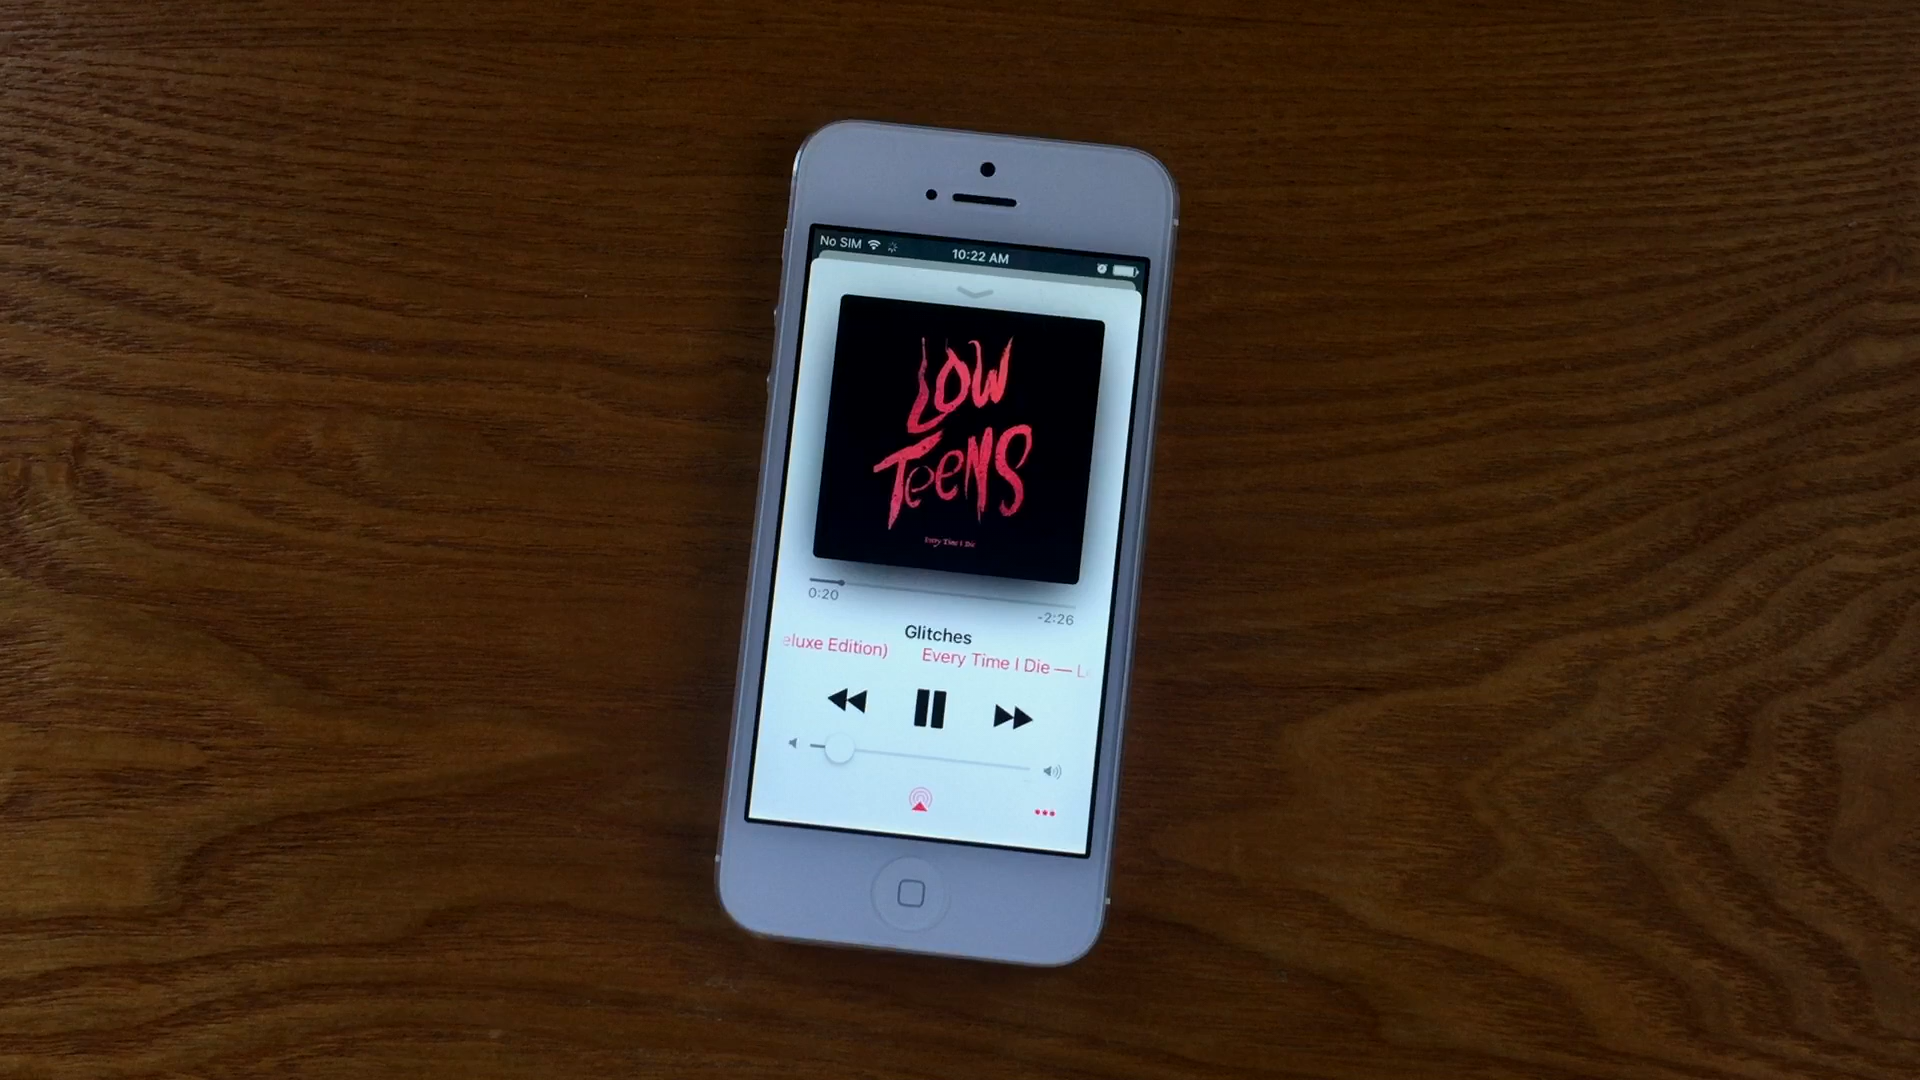 No SIM
10:22 AM
LOW
TEENS
Every Time I Die
0:20
-2:26
Glitches
eluxe Edition) Every Time I Die — L